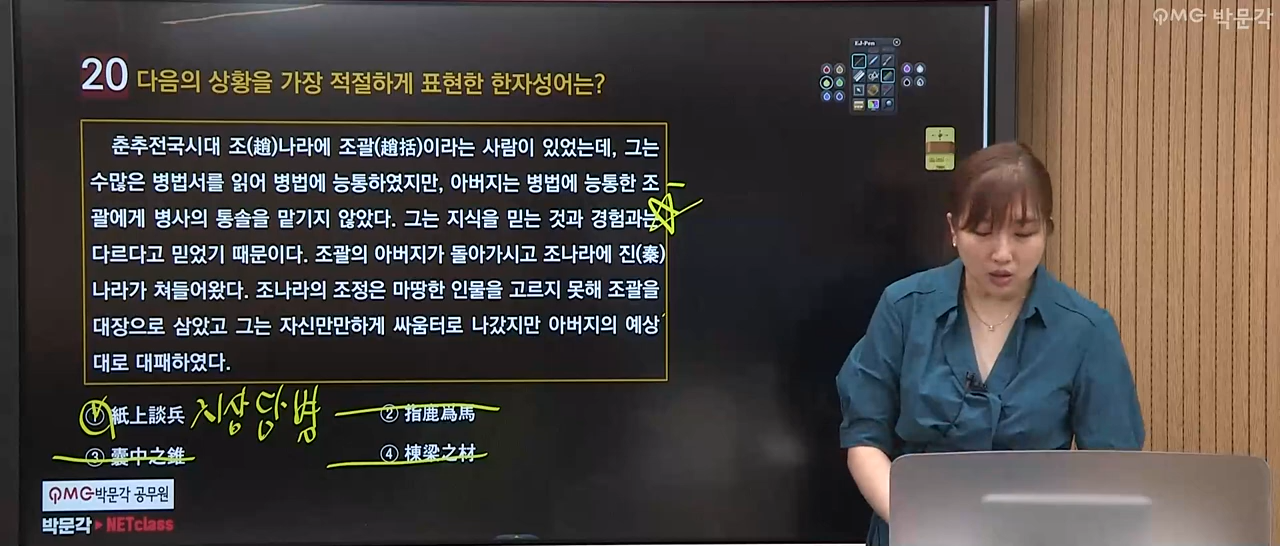 QMG 박문각
EJ-Pen
20 다음의 상황을 가장 적절하게 표현한 한자성어는?
춘추전국시대 조(趙)나라에 조괄(趙括)이라는 사람이 있었는데, 그는
수많은 병법서를 읽어 병법에 능통하였지만, 아버지는 병법에 능통한 조
괄에게 병사의 통솔을 맡기지 않았다. 그는 지식을 믿는 것과 경험과는
다르다고 믿었기 때문이다. 조괄의 아버지가 돌아가시고 조나라에 진(秦)
나라가 쳐들어왔다. 조나라의 조정은 마땅한 인물을 고르지 못해 조괄을
대장으로 삼았고 그는 자신만만하게 싸움터로 나갔지만 아버지의 예상
대로 대패하였다.
① 紙上談兵 지상담병 ② 指鹿爲馬
③ 囊中之錐 ④ 棟梁之材
QMG박문각 공무원
박문각 NETclass